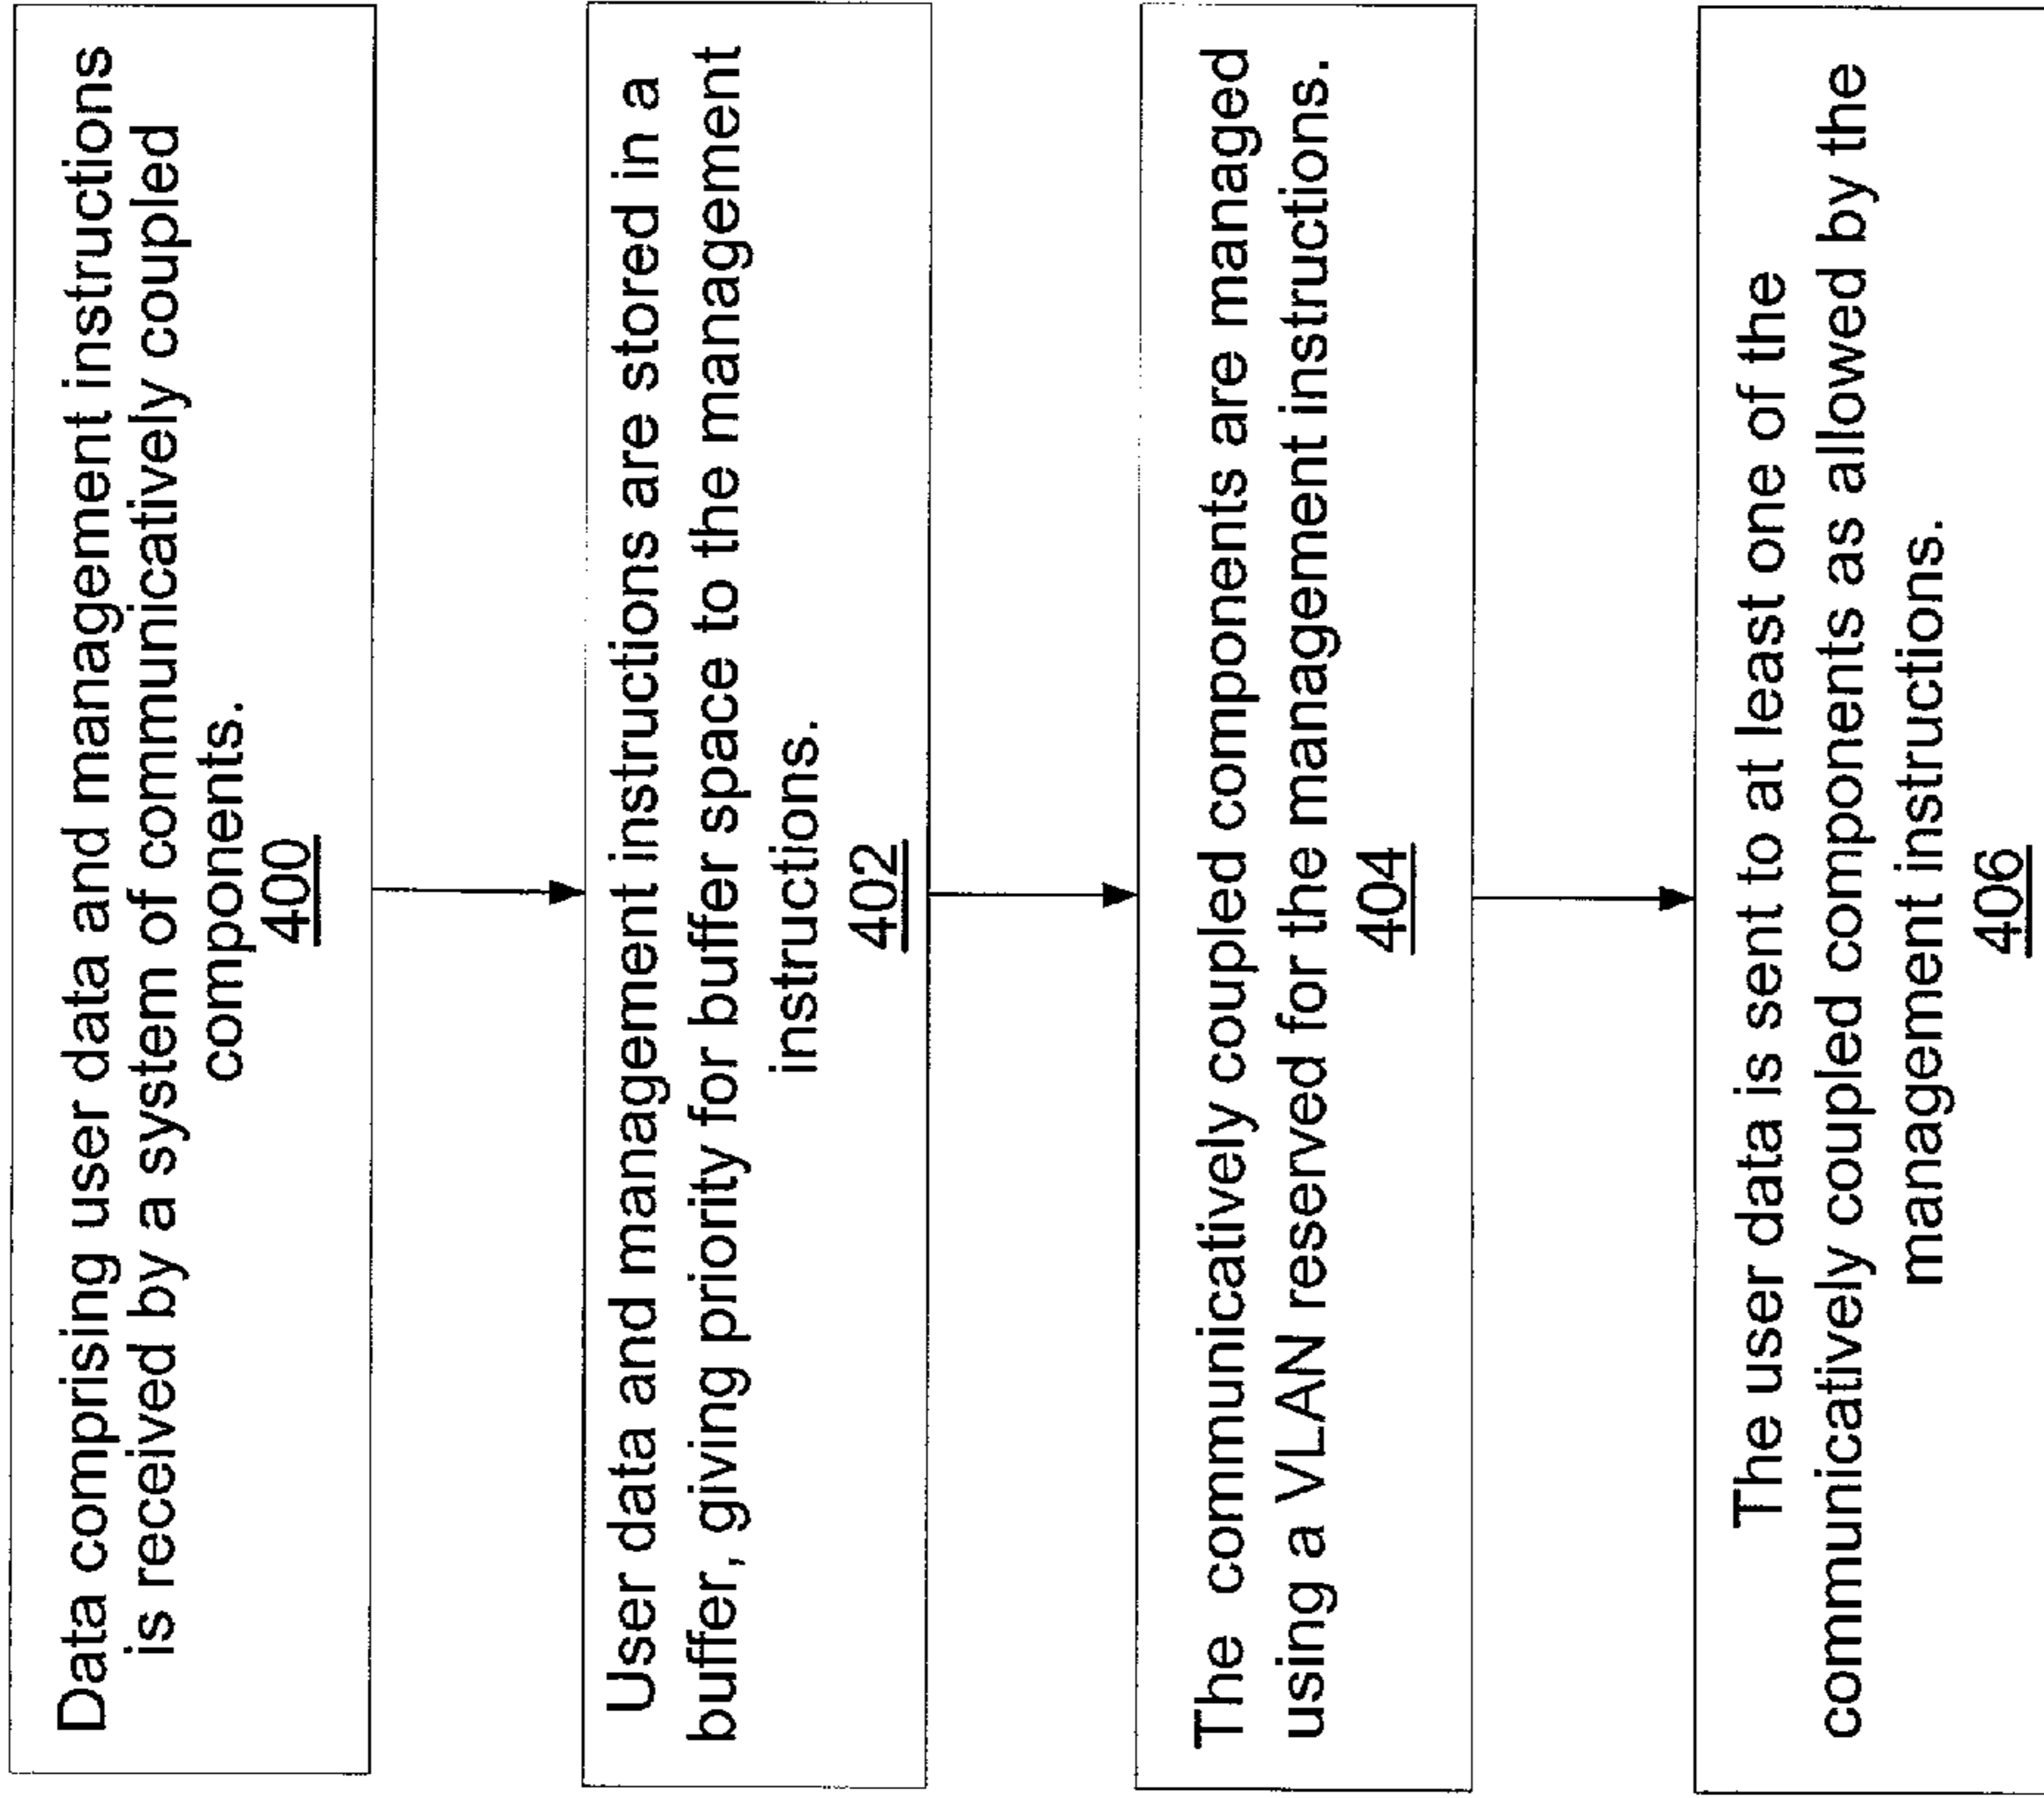 Data comprising user data and management instructions
is received by a system of communicatively coupled
components.
400
User data and management instructions are stored in a
buffer, giving priority for buffer space to the management
instructions.
402
The communicatively coupled components are managed
using a VLAN reserved for the management instructions.
404
The user data is sent to at least one of the
communicatively coupled components as allowed by the
management instructions.
406